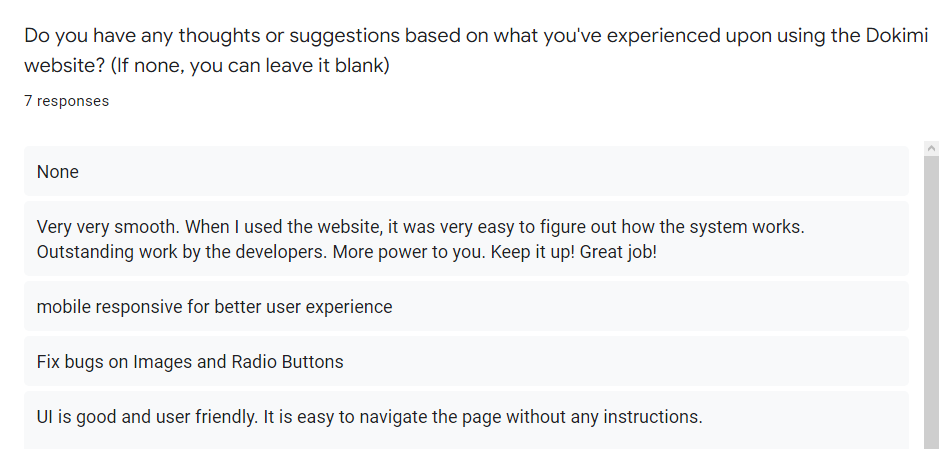 Do you have any thoughts or suggestions based on what you've experienced upon using the Dokimi
website? (If none, you can leave it blank)
7 responses
None
Very very smooth. When I used the website, it was very easy to figure out how the system works.
Outstanding work by the developers. More power to you. Keep it up! Great job!
mobile responsive for better user experience
Fix bugs on Images and Radio Buttons
UI is good and user friendly. It is easy to navigate the page without any instructions.